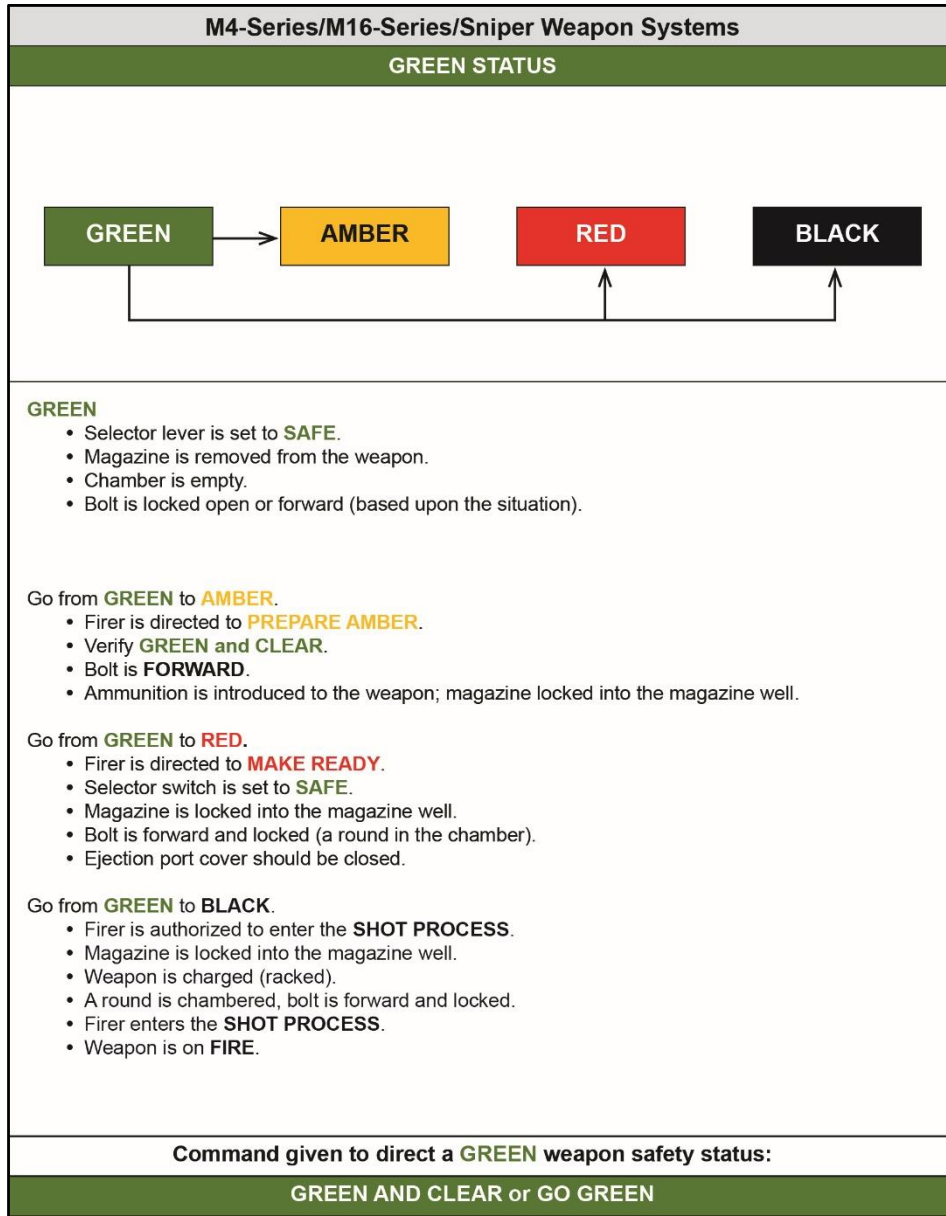 M4-Series/M16-Series/Sniper Weapon Systems
GREEN STATUS
GREEN
AMBER
RED
BLACK
GREEN
• Selector lever is set to SAFE.
• Magazine is removed from the weapon.
• Chamber is empty.
• Bolt is locked open or forward (based upon the situation).
Go from GREEN to AMBER.
• Firer is directed to PREPARE AMBER.
• Verify GREEN and CLEAR.
• Bolt is FORWARD.
• Ammunition is introduced to the weapon; magazine locked into the magazine well.
Go from GREEN to RED.
• Firer is directed to MAKE READY.
• Selector switch is set to SAFE.
• Magazine is locked into the magazine well.
• Bolt is forward and locked (a round in the chamber).
• Ejection port cover should be closed.
Go from GREEN to BLACK.
• Firer is authorized to enter the SHOT PROCESS.
• Magazine is locked into the magazine well.
• Weapon is charged (racked).
• A round is chambered, bolt is forward and locked.
• Firer enters the SHOT PROCESS.
• Weapon is on FIRE.
Command given to direct a GREEN weapon safety status:
GREEN AND CLEAR or GO GREEN